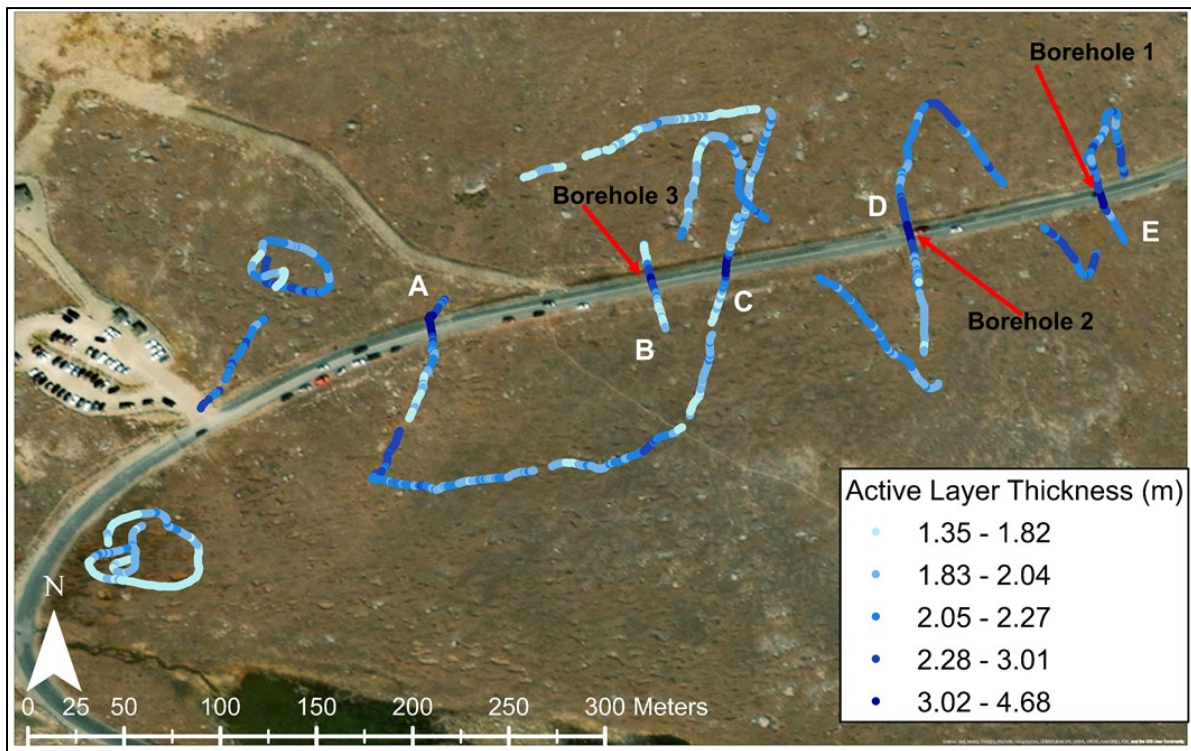 Borehole 1
Borehole 3
D
A
E
C
Borehole 2
B
Active Layer Thickness (m)
1.35 - 1.82
1.83 - 2.04
2.05 - 2.27
2.28 - 3.01
3.02 - 4.68
N
0 25 50 100 150 200 250 300 Meters